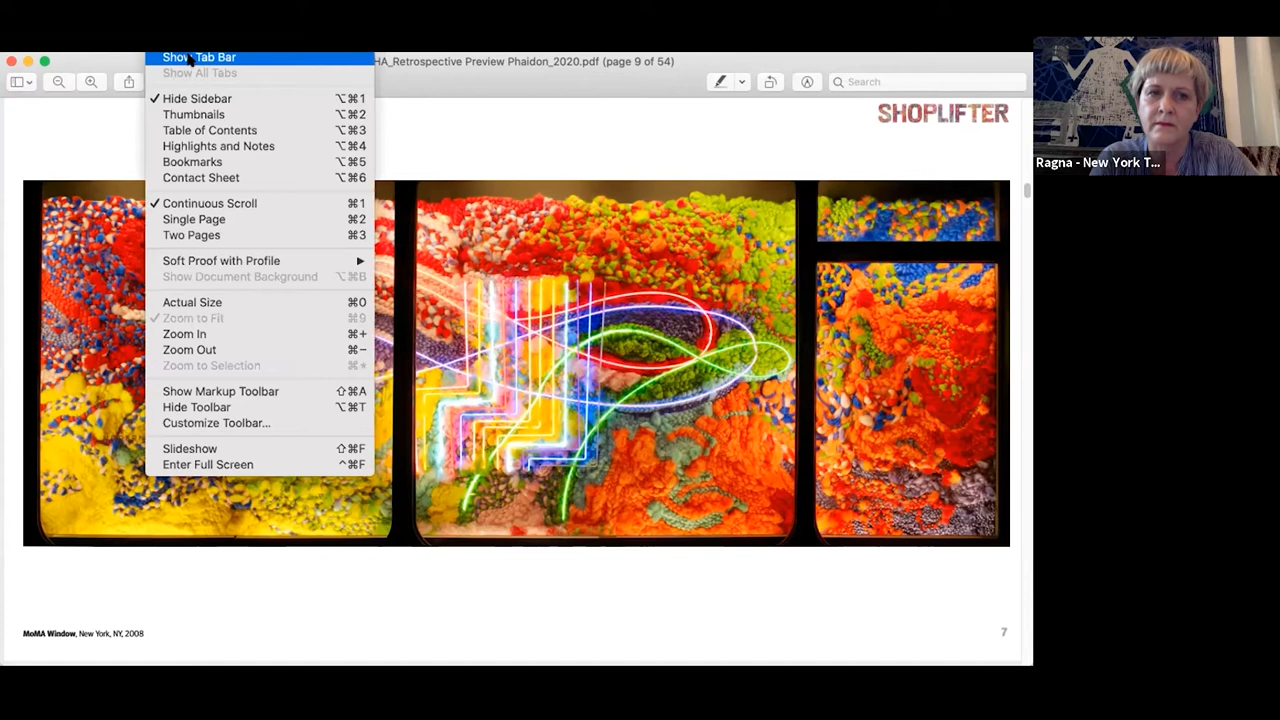 Show Tab Bar
Show All Tabs
HA_Retrospective Preview Phaidon_2020.pdf (page 9 of 54)
Search
Hide Sidebar ⌥⌘1
Thumbnails ⌥⌘2
Table of Contents ⌥⌘3
Highlights and Notes ⌥⌘4
Bookmarks ⌥⌘5
Contact Sheet ⌥⌘6
Continuous Scroll ⌘1
Single Page ⌘2
Two Pages ⌘3
Soft Proof with Profile
Show Document Background ⌥⌘B
Actual Size ⌘0
Zoom to Fit ⌘9
Zoom In ⌘+
Zoom Out ⌘−
Zoom to Selection ⌘*
Show Markup Toolbar ⇧⌘A
Hide Toolbar ⌥⌘T
Customize Toolbar...
Slideshow ⇧⌘F
Enter Full Screen ^⌘F
SHOPLIFTER
MoMA Window, New York, NY, 2008
7
Ragna - New York T...